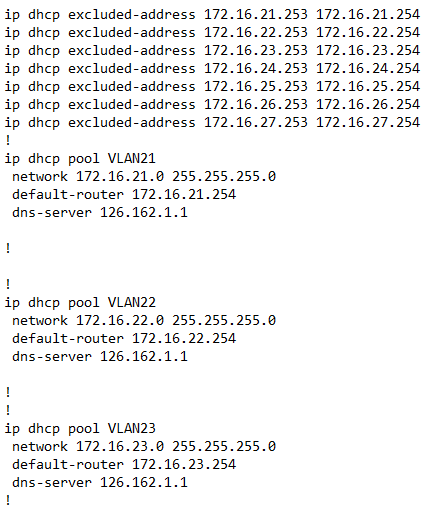 ip dhcp excluded-address 172.16.21.253 172.16.21.254
ip dhcp excluded-address 172.16.22.253 172.16.22.254
ip dhcp excluded-address 172.16.23.253 172.16.23.254
ip dhcp excluded-address 172.16.24.253 172.16.24.254
ip dhcp excluded-address 172.16.25.253 172.16.25.254
ip dhcp excluded-address 172.16.26.253 172.16.26.254
ip dhcp excluded-address 172.16.27.253 172.16.27.254
!
ip dhcp pool VLAN21
 network 172.16.21.0 255.255.255.0
 default-router 172.16.21.254
 dns-server 126.162.1.1
!
!
ip dhcp pool VLAN22
 network 172.16.22.0 255.255.255.0
 default-router 172.16.22.254
 dns-server 126.162.1.1
!
!
ip dhcp pool VLAN23
 network 172.16.23.0 255.255.255.0
 default-router 172.16.23.254
 dns-server 126.162.1.1
!